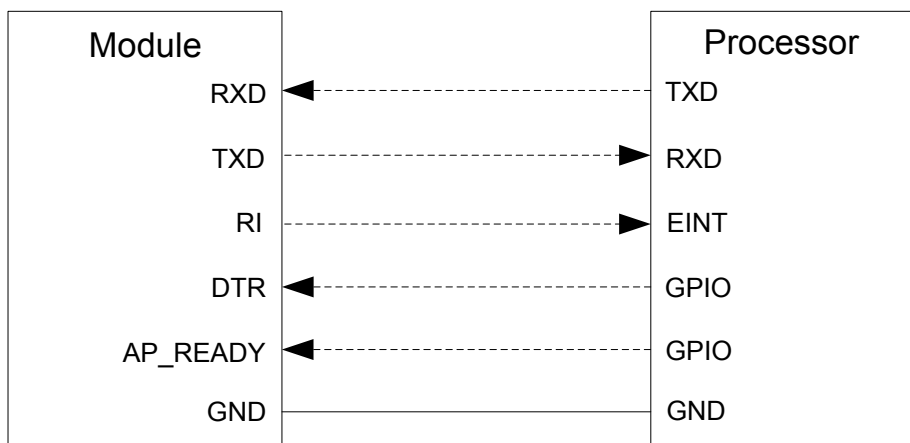 Module
Processor
RXD
TXD
TXD
RXD
RI
EINT
DTR
GPIO
AP_READY
GPIO
GND
GND